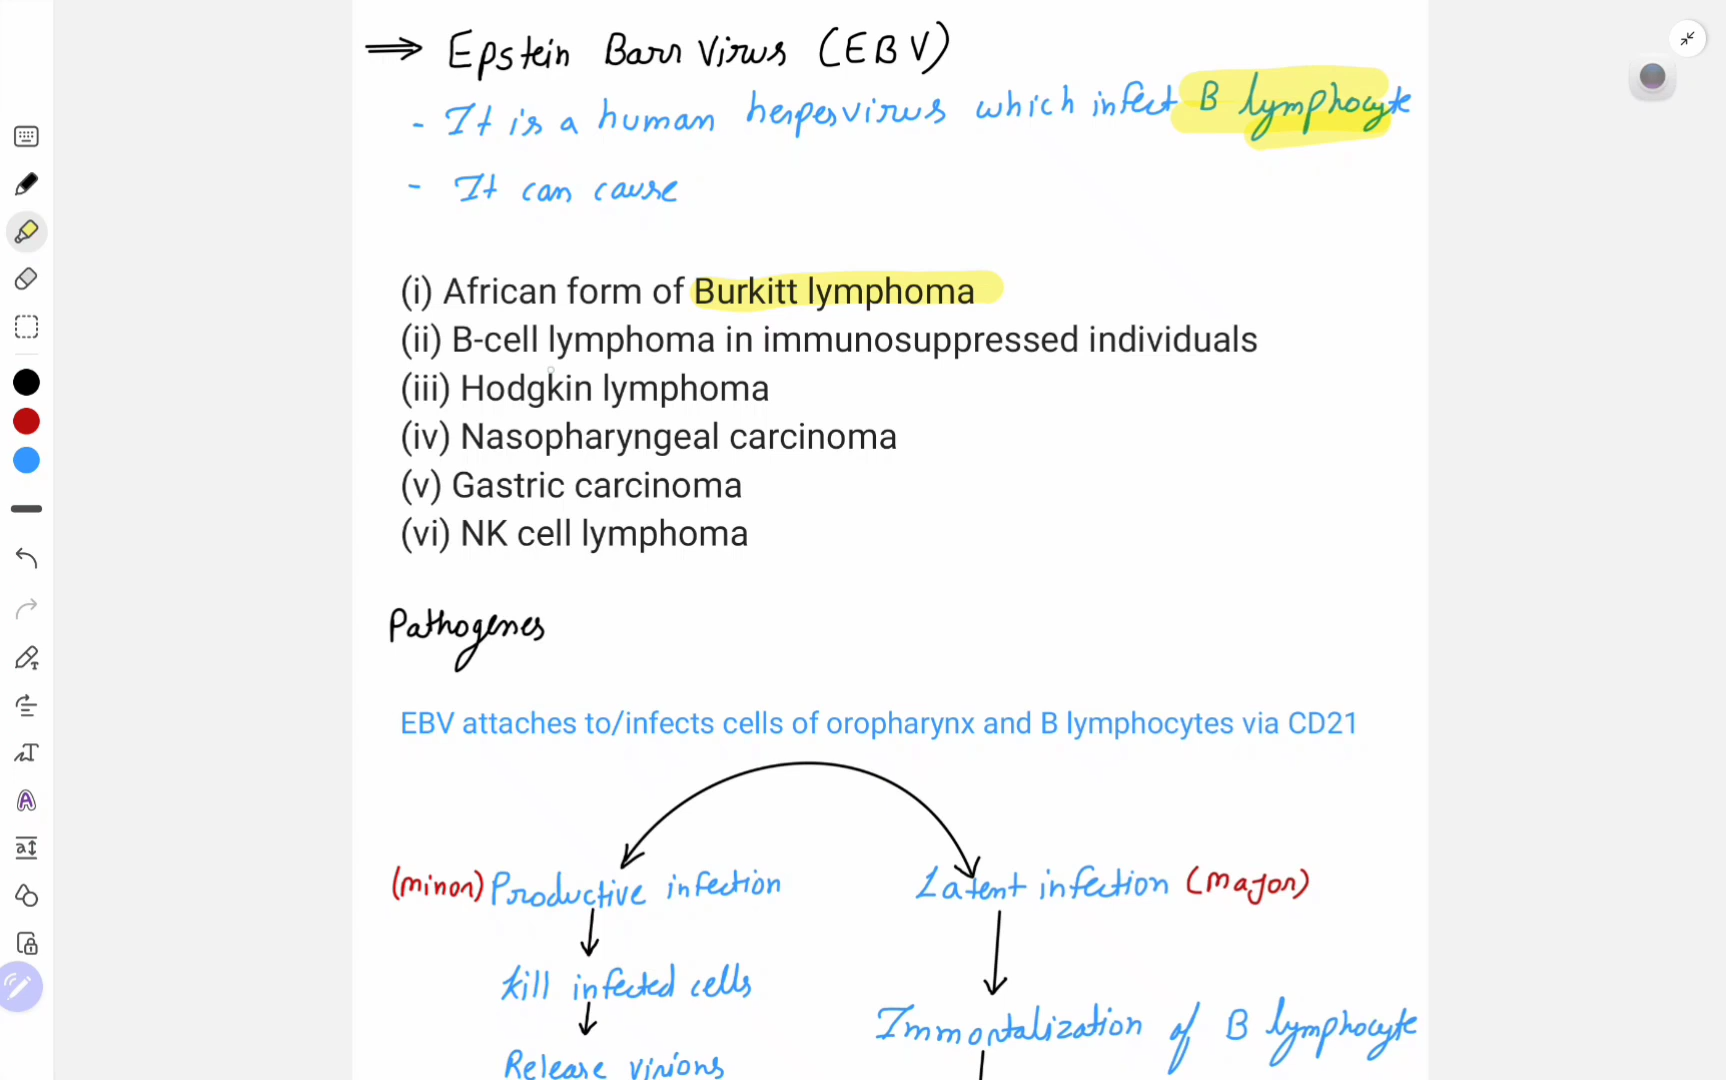 ⇒ Epstein Barr Virus (EBV)
- It is a human herpesvirus which infect B lymphocyte
- It can cause
(i) African form of Burkitt lymphoma
(ii) B-cell lymphoma in immunosuppressed individuals
(iii) Hodgkin lymphoma
(iv) Nasopharyngeal carcinoma
(v) Gastric carcinoma
(vi) NK cell lymphoma
Pathogenes
EBV attaches to/infects cells of oropharynx and B lymphocytes via CD21
(minor) Productive infection Latent infection (major)
Kill infected cells
Immortalization of B lymphocyte
Release virions